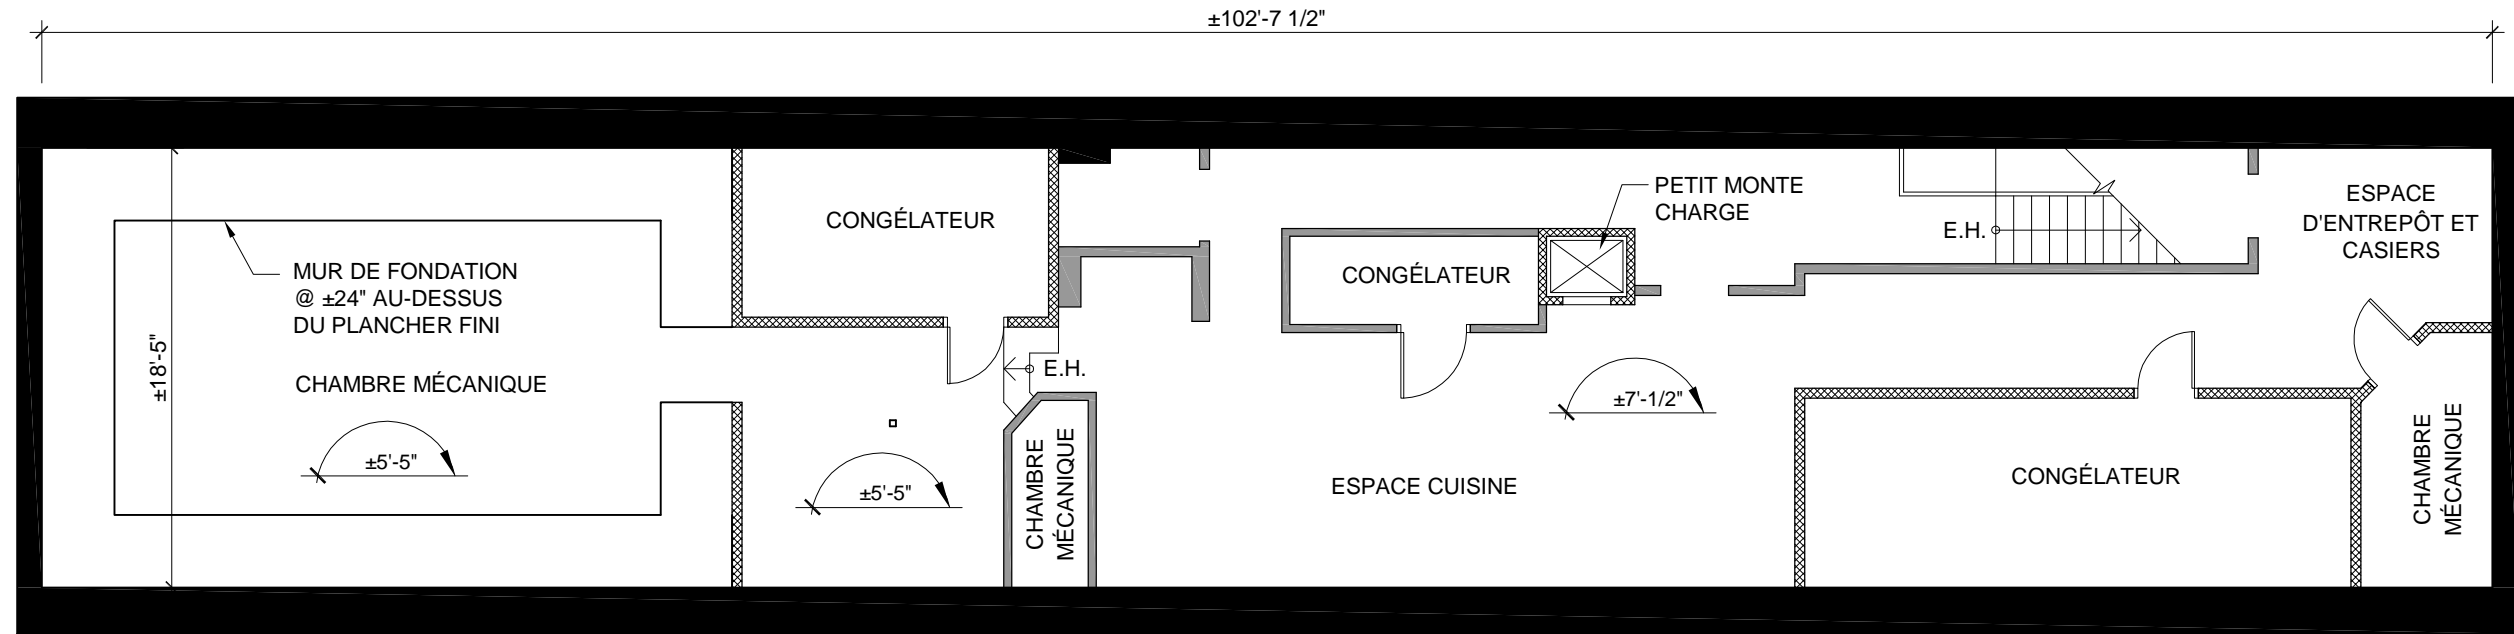 ±102'-7 1/2"
MUR DE FONDATION
@ ±24" AU-DESSUS
DU PLANCHER FINI
±18'-5"
CHAMBRE MÉCANIQUE
±5'-5"
CONGÉLATEUR
E.H.
±5'-5"
CHAMBRE
MÉCANIQUE
CONGÉLATEUR
PETIT MONTE
CHARGE
±7'-1/2"
ESPACE CUISINE
E.H.
ESPACE
D'ENTREPÔT ET
CASIERS
CONGÉLATEUR
CHAMBRE
MÉCANIQUE